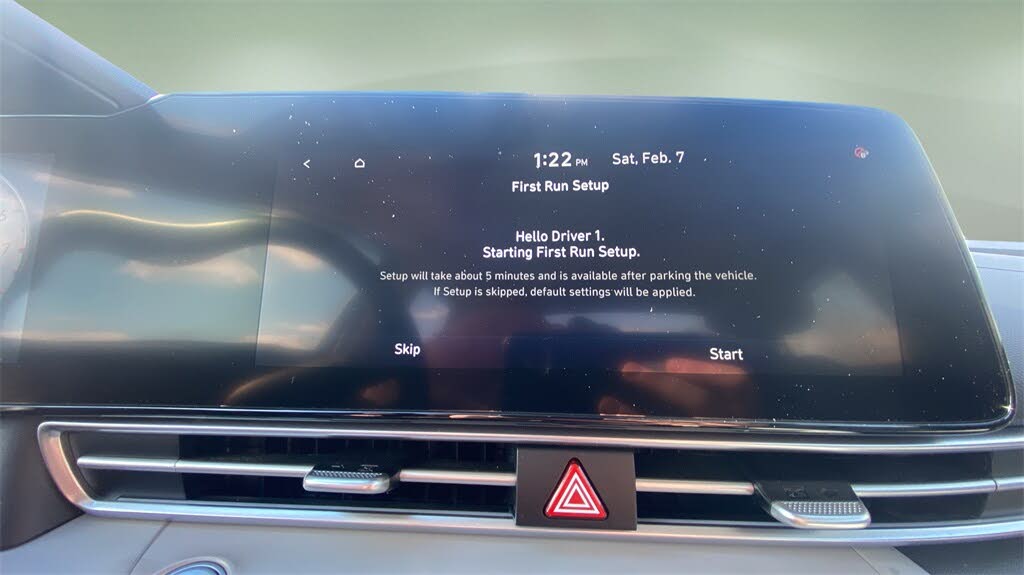 1:22 PM Sat, Feb. 7
First Run Setup
Hello Driver 1.
Starting First Run Setup.
Setup will take about 5 minutes and is available after parking the vehicle.
If Setup is skipped, default settings will be applied.
Skip
Start